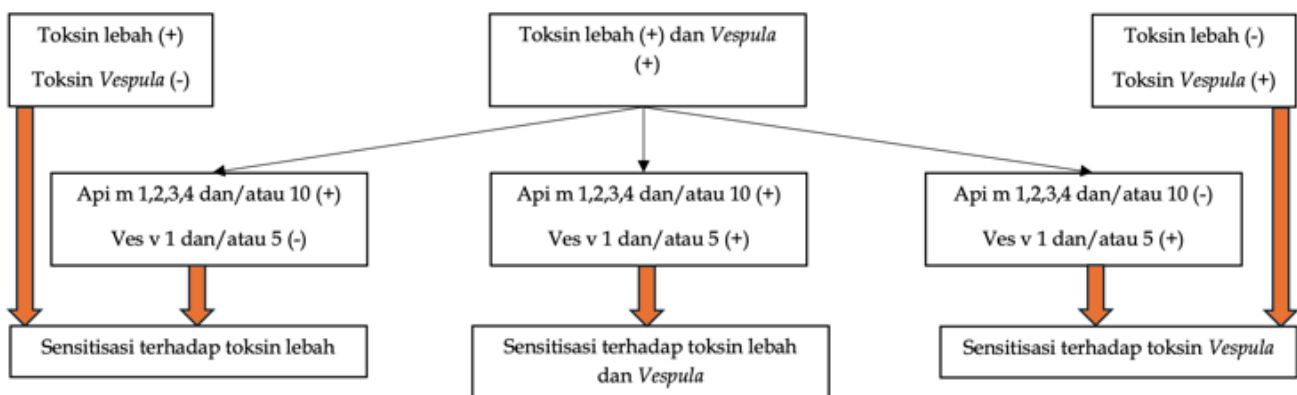 Toksin lebah (+)
Toksin Vespula (-)
Toksin lebah (+) dan Vespula
(+)
Toksin lebah (-)
Toksin Vespula (+)
Api m 1,2,3,4 dan/atau 10 (+)
Ves v 1 dan/atau 5 (-)
Api m 1,2,3,4 dan/atau 10 (+)
Ves v 1 dan/atau 5 (+)
Api m 1,2,3,4 dan/atau 10 (-)
Ves v 1 dan/atau 5 (+)
Sensitisasi terhadap toksin lebah
Sensitisasi terhadap toksin lebah
dan Vespula
Sensitisasi terhadap toksin Vespula